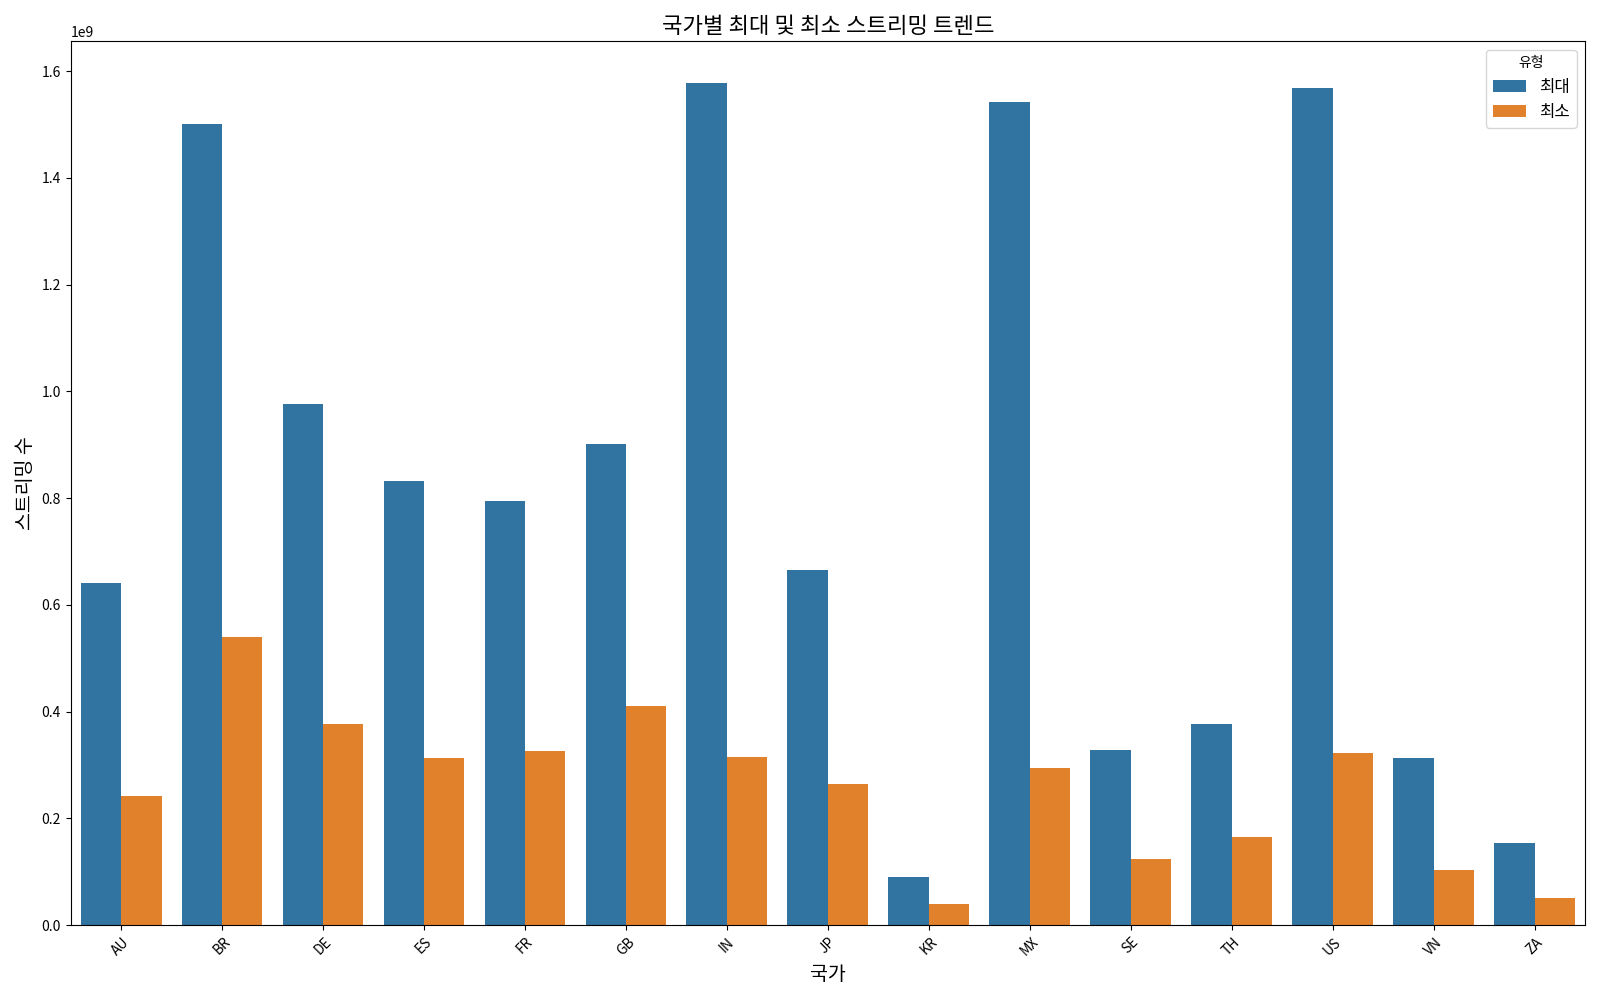 국가별 최대 및 최소 스트리밍 트렌드
1e9
유형
최대
최소
1.6
1.4
1.2
1.0
0.8
0.6
0.4
0.2
0.0
스트리밍 수
AU BR DE ES FR GB IN JP KR MX SE TH US VN ZA
국가